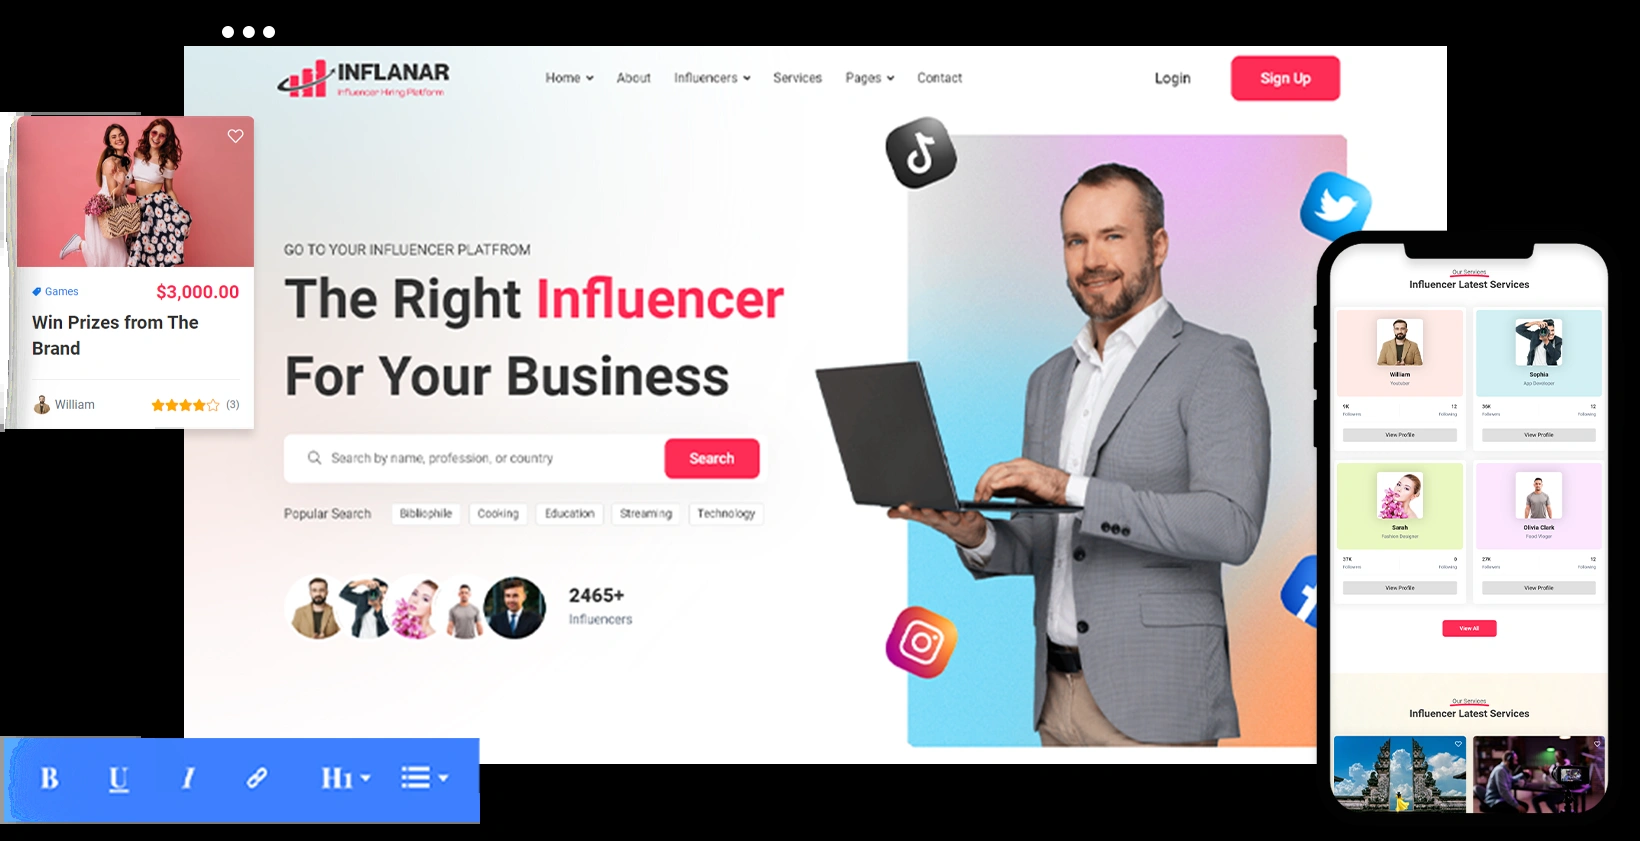 INFLANAR
Influencer Hiring Platform
Home About Influencers Services Pages Contact
Login Sign Up
GO TO YOUR INFLUENCER PLATFROM
The Right Influencer
For Your Business
Search by name, profession, or country
Search
Popular Search Bibliophile Cooking Education Streaming Technology
2465+
Influencers
Games $3,000.00
Win Prizes from The
Brand
William (3)
B U I H1
Our Services
Influencer Latest Services
William
Youtuber
9K 12
Followers Following
View Profile
Sophia
App Developer
36K 12
Followers Following
View Profile
Sarah
Fashion Designer
37K 0
Followers Following
View Profile
Olivia Clark
Food Vloger
27K 12
Followers Following
View Profile
View All
Our Services
Influencer Latest Services